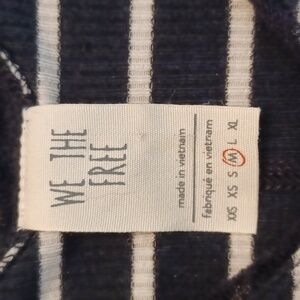 WE THE
FREE
made in vietnam
fabriqué en vietnam
XXS XS S M L XL